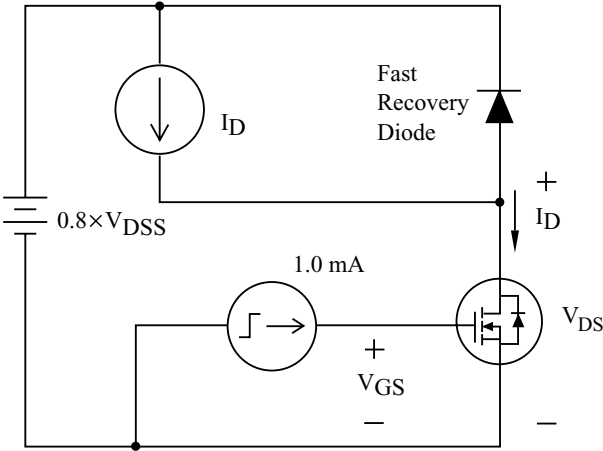 Fast
Recovery
Diode
I_D
0.8×V_DSS
+
I_D
1.0 mA
V_DS
+
V_GS
−
−